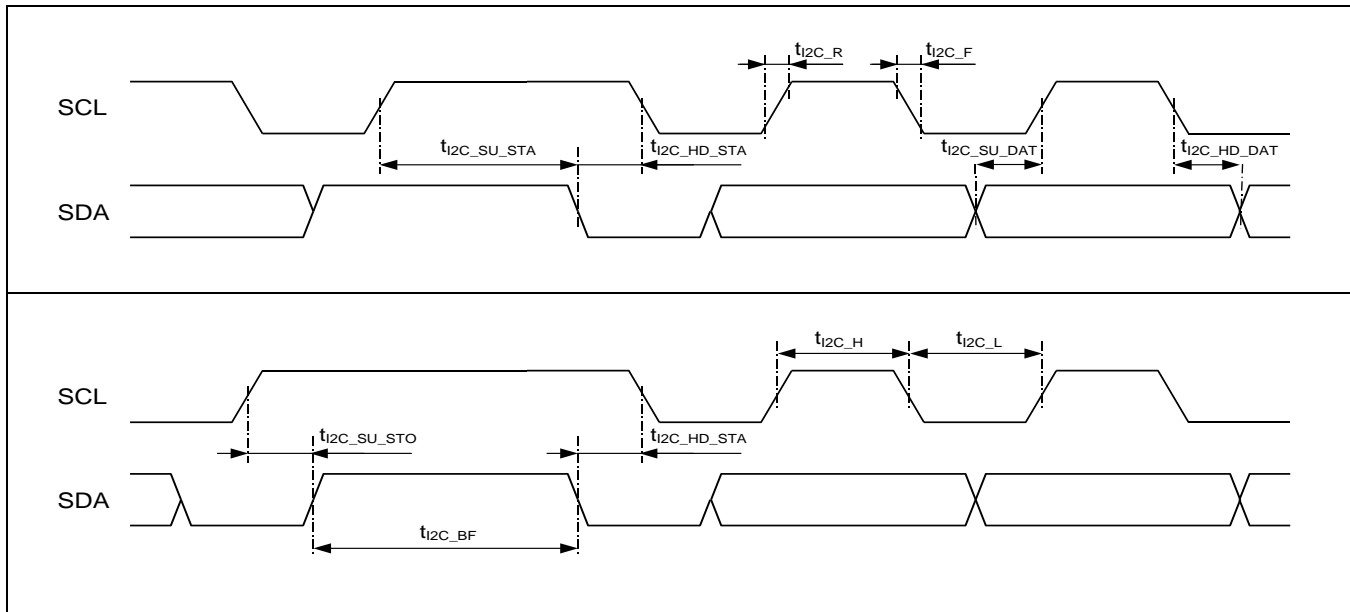 tI2C_R tI2C_F
SCL
tI2C_SU_STA tI2C_HD_STA tI2C_SU_DAT tI2C_HD_DAT
SDA
tI2C_H tI2C_L
SCL
tI2C_SU_STO tI2C_HD_STA
SDA
tI2C_BF